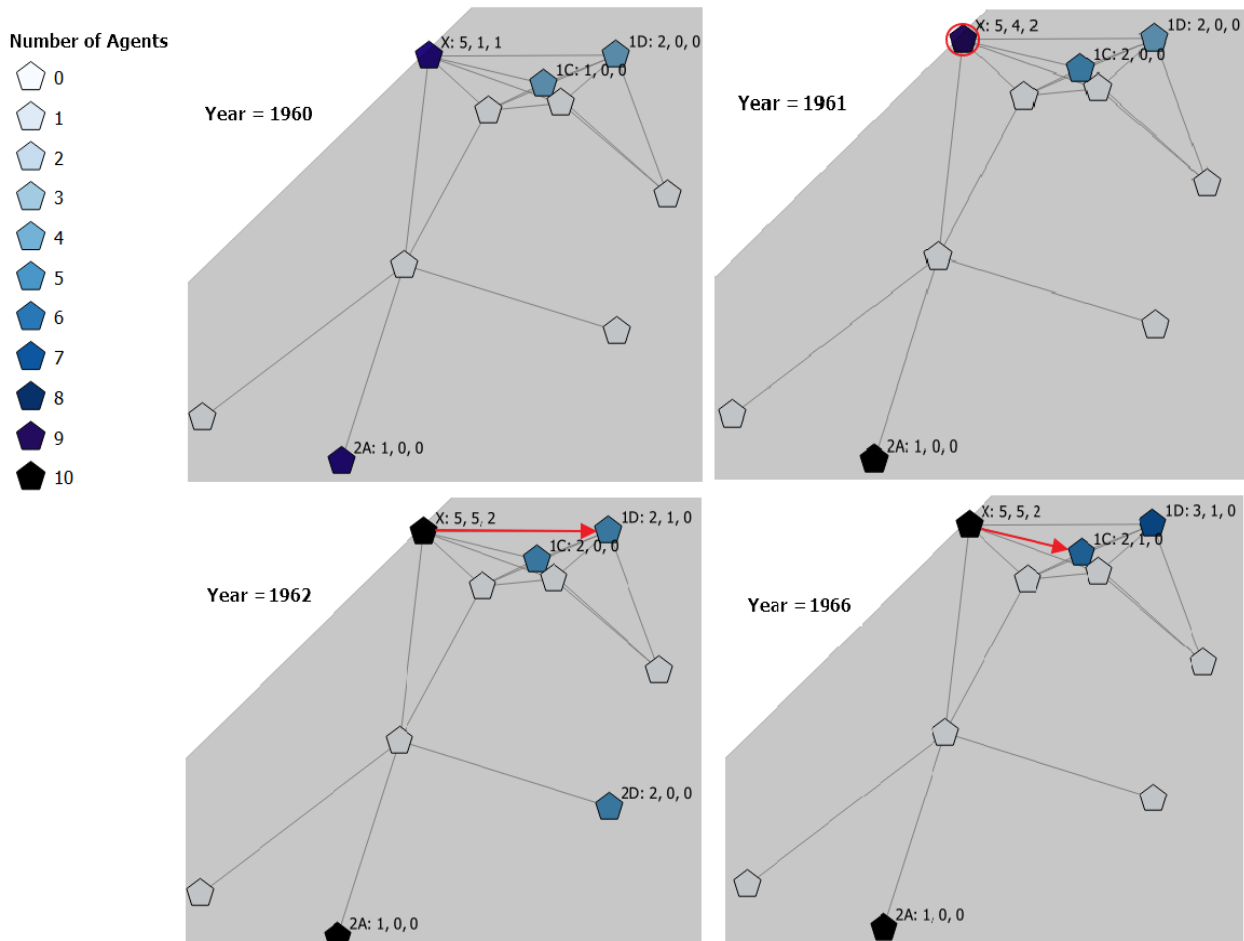 Number of Agents
0
1
2
3
4
5
6
7
8
9
10
Year = 1960
X: 5, 1, 1
1D: 2, 0, 0
1C: 1, 0, 0
2A: 1, 0, 0
Year = 1961
X: 5, 4, 2
1D: 2, 0, 0
1C: 2, 0, 0
2A: 1, 0, 0
Year = 1962
X: 5, 5, 2
1D: 2, 1, 0
1C: 2, 0, 0
2D: 2, 0, 0
2A: 1, 0, 0
Year = 1966
X: 5, 5, 2
1D: 3, 1, 0
1C: 2, 1, 0
2A: 1, 0, 0